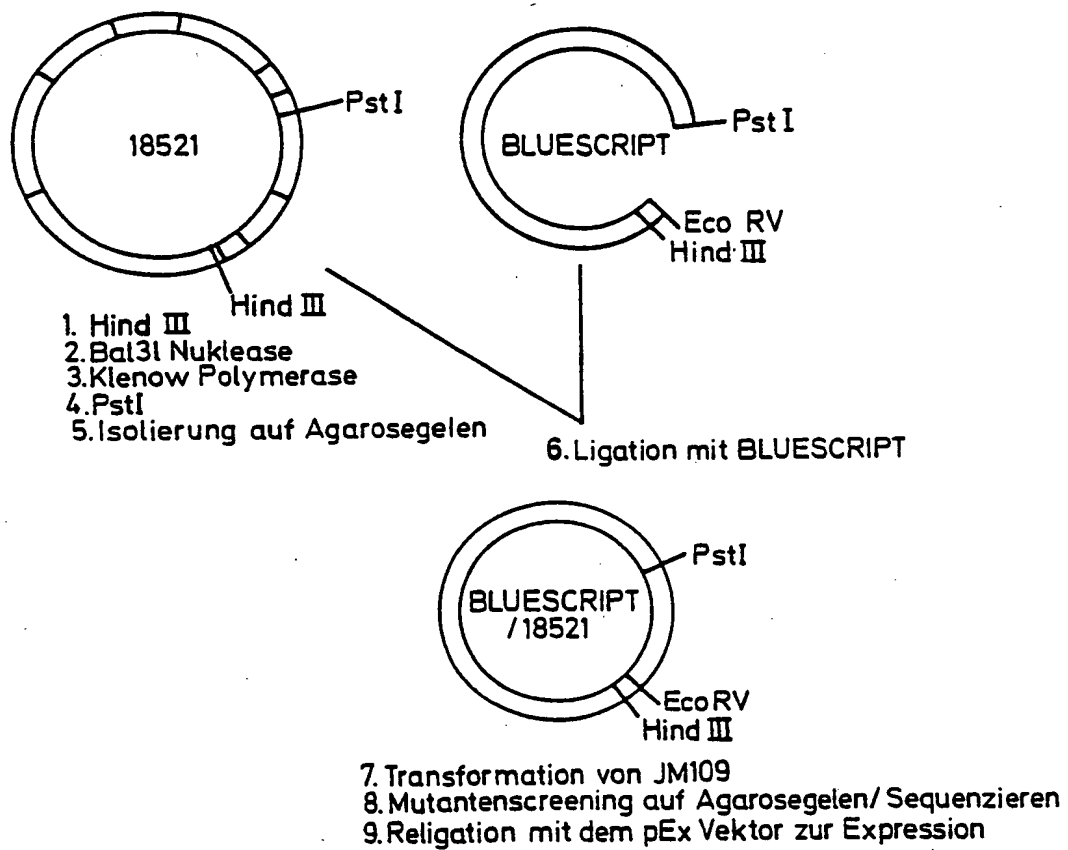 18521
PstI
Hind III
BLUESCRIPT
PstI
Eco RV
Hind III
1. Hind III
2. Bal31 Nuklease
3. Klenow Polymerase
4. PstI
5. Isolierung auf Agarosegelen
6. Ligation mit BLUESCRIPT
BLUESCRIPT
/18521
PstI
EcoRV
Hind III
7. Transformation von JM109
8. Mutantenscreening auf Agarosegelen/Sequenzieren
9. Religation mit dem pEx Vektor zur Expression